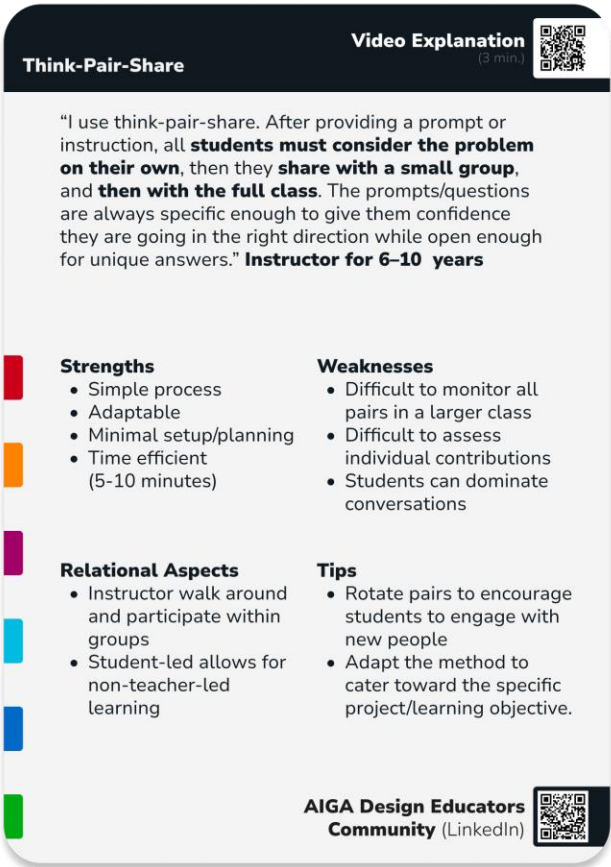 Video Explanation
(3 min.)
Think-Pair-Share
“I use think-pair-share. After providing a prompt or
instruction, all students must consider the problem
on their own, then they share with a small group,
and then with the full class. The prompts/questions
are always specific enough to give them confidence
they are going in the right direction while open enough
for unique answers.” Instructor for 6–10 years
Strengths
• Simple process
• Adaptable
• Minimal setup/planning
• Time efficient
(5-10 minutes)
Weaknesses
• Difficult to monitor all
pairs in a larger class
• Difficult to assess
individual contributions
• Students can dominate
conversations
Relational Aspects
• Instructor walk around
and participate within
groups
• Student-led allows for
non-teacher-led
learning
Tips
• Rotate pairs to encourage
students to engage with
new people
• Adapt the method to
cater toward the specific
project/learning objective.
AIGA Design Educators
Community (LinkedIn)